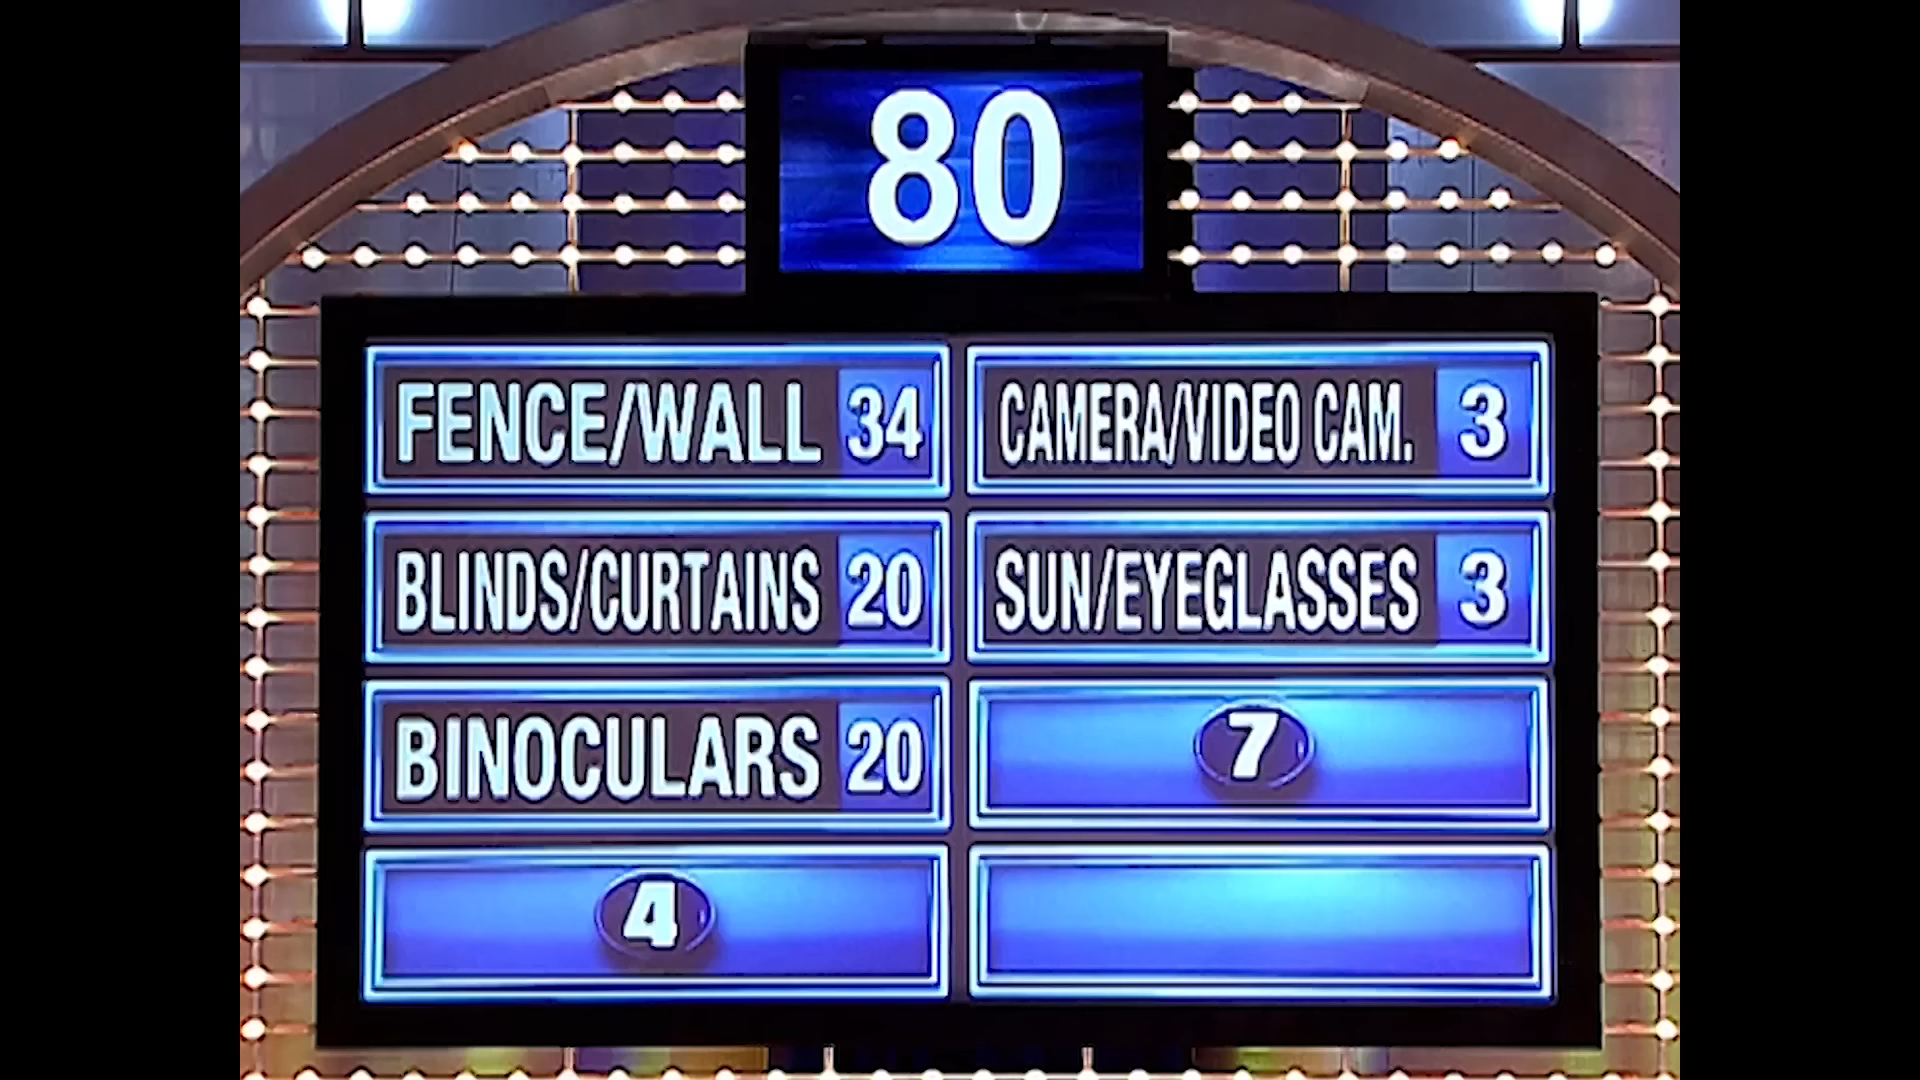 80
FENCE/WALL 34
BLINDS/CURTAINS 20
BINOCULARS 20
4
CAMERA/VIDEO CAM. 3
SUN/EYEGLASSES 3
7